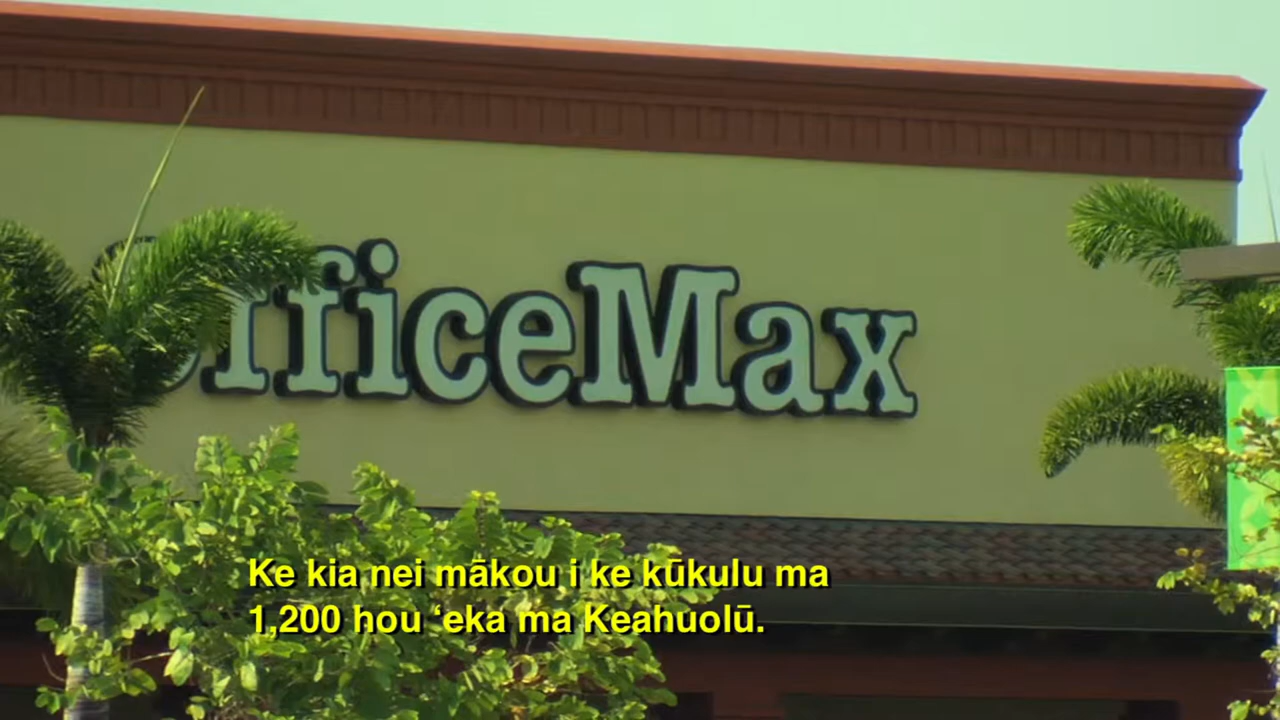 OfficeMax
Ke kia nei mākou i ke kūkulu ma
1,200 hou ʻeka ma Keahuolū.